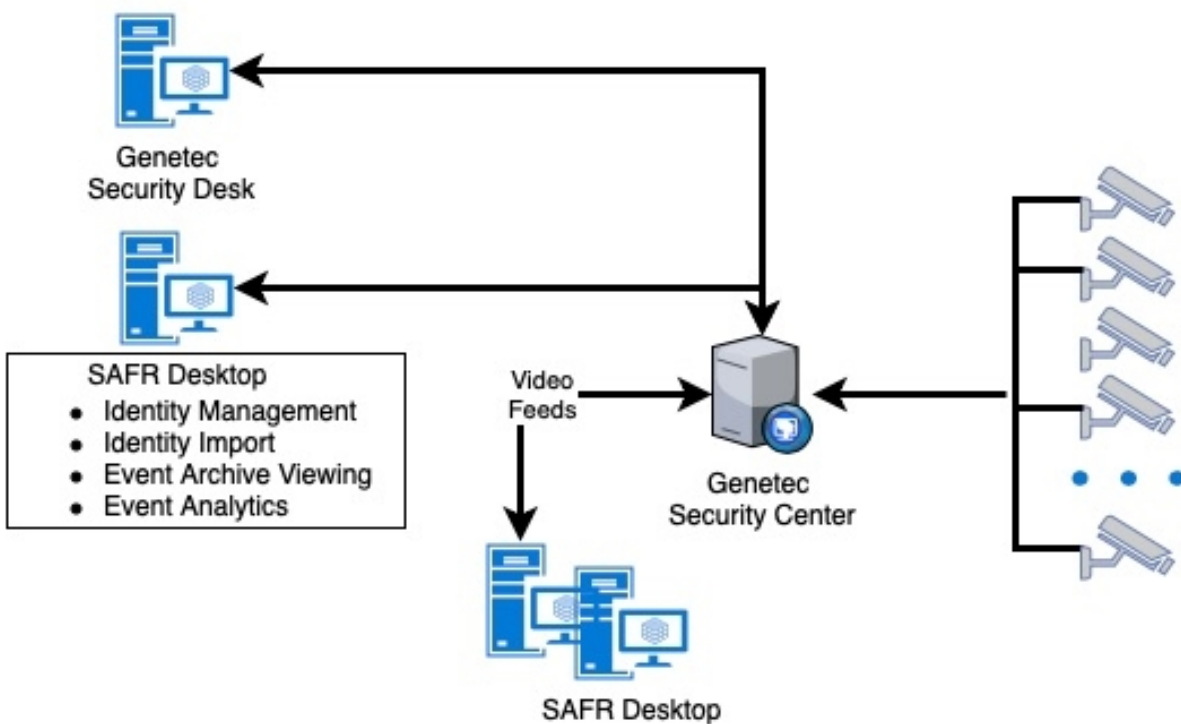 Genetec
Security Desk
SAFR Desktop
• Identity Management
• Identity Import
• Event Archive Viewing
• Event Analytics
Video
Feeds
Genetec
Security Center
SAFR Desktop